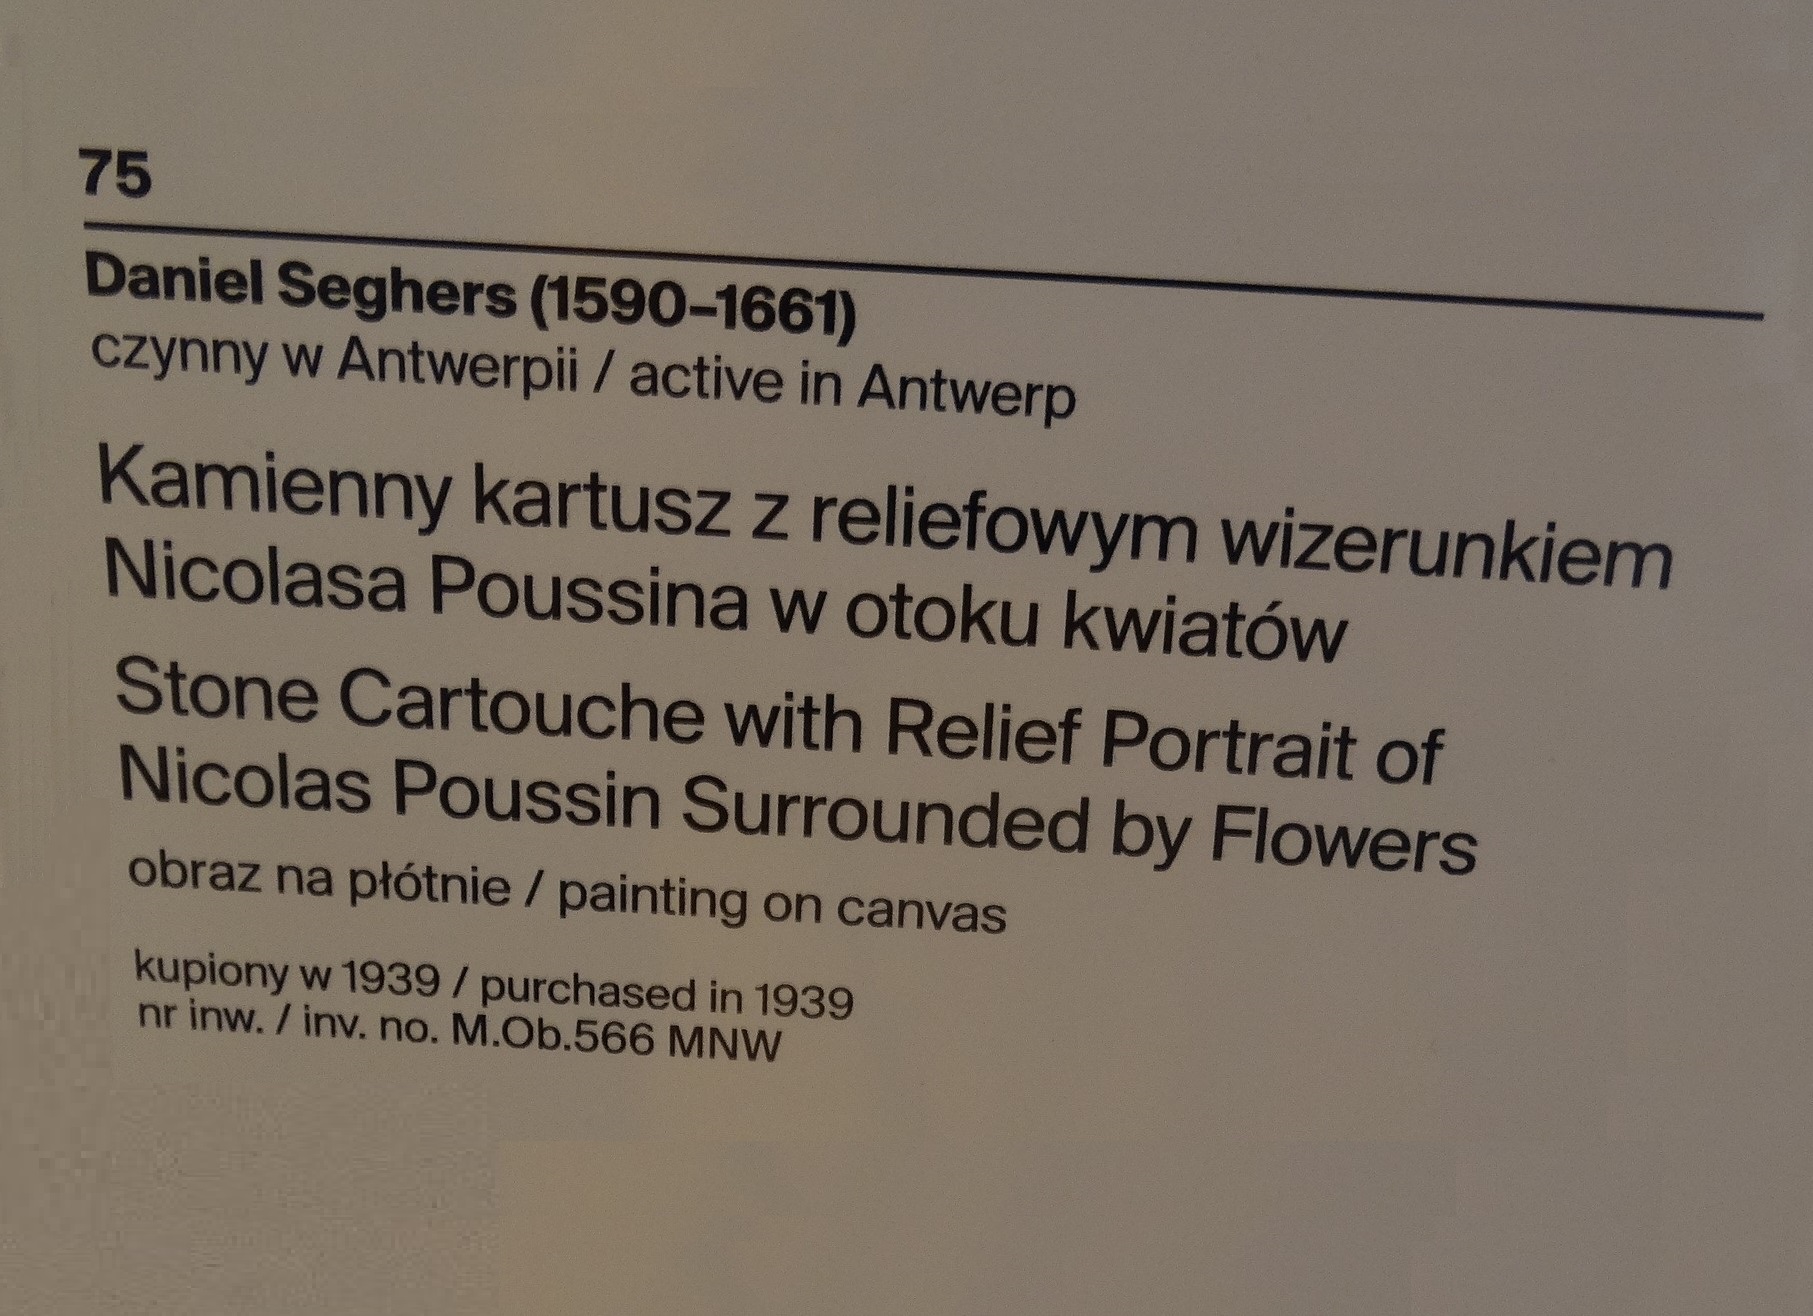 75
Daniel Seghers (1590–1661)
czynny w Antwerpii / active in Antwerp
Kamienny kartusz z reliefowym wizerunkiem
Nicolasa Poussina w otoku kwiatów
Stone Cartouche with Relief Portrait of
Nicolas Poussin Surrounded by Flowers
obraz na płótnie / painting on canvas
kupiony w 1939 / purchased in 1939
nr inw. / inv. no. M.Ob.566 MNW